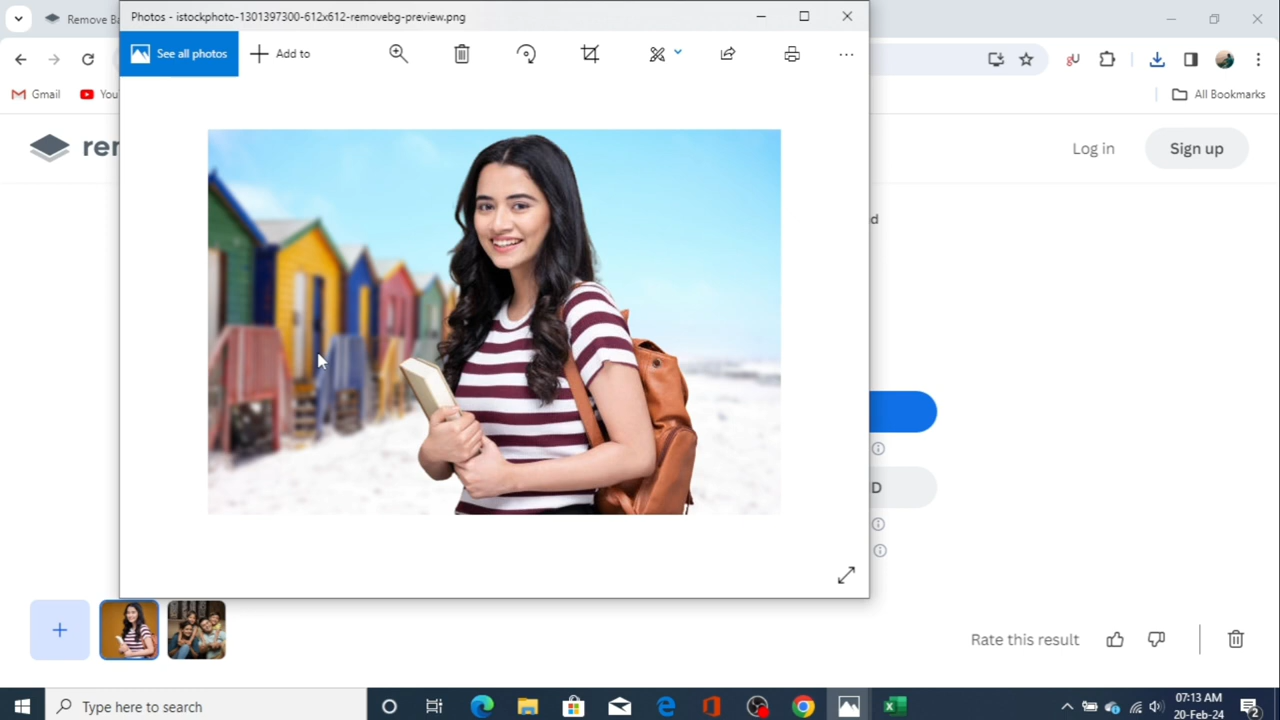 Remove Ba
Photos - istockphoto-1301397300-612x612-removebg-preview.png
See all photos
Add to
Gmail
You
All Bookmarks
Log in
Sign up
d
D
Rate this result
Type here to search
07:13 AM
20-Feb-24
2